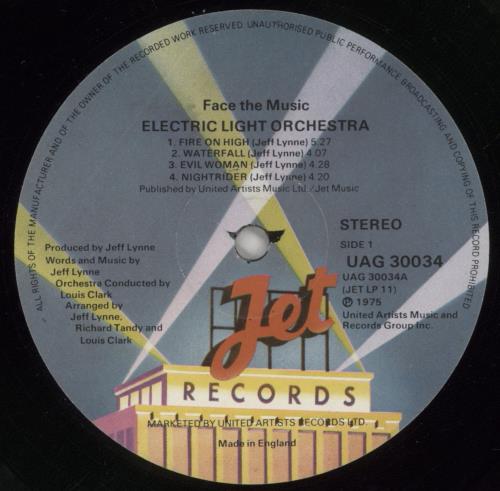 ALL RIGHTS OF THE MANUFACTURER AND OF THE OWNER OF THE RECORDED WORK RESERVED. UNAUTHORISED PUBLIC PERFORMANCE BROADCASTING AND COPYING OF THIS RECORD PROHIBITED
Face the Music
ELECTRIC LIGHT ORCHESTRA
1. FIRE ON HIGH (Jeff Lynne) 5.27
2. WATERFALL (Jeff Lynne) 4.07
3. EVIL WOMAN (Jeff Lynne) 4.28
4. NIGHTRIDER (Jeff Lynne) 4.20
Published by United Artists Music Ltd./Jet Music
STEREO
SIDE 1
UAG 30034
UAG 30034A
(JET LP 11)
℗ 1975
United Artists Music and
Records Group Inc.
Produced by Jeff Lynne
Words and Music by
Jeff Lynne
Orchestra Conducted by
Louis Clark
Arranged by
Jeff Lynne,
Richard Tandy and
Louis Clark
Jet
RECORDS
MARKETED BY UNITED ARTISTS RECORDS LTD.
Made in England